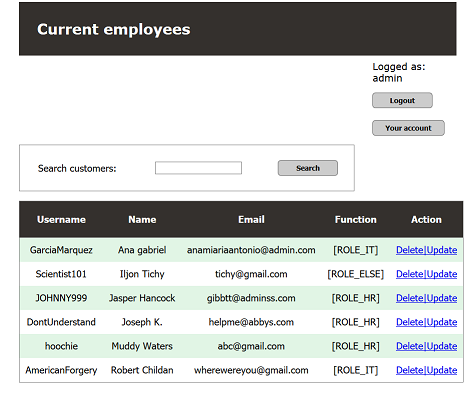 Current employees
Logged as:
admin
Logout
Your account
Search customers: Search
Username Name Email Function Action
GarciaMarquez Ana gabriel anamiariaantonio@admin.com [ROLE_IT] Delete|Update
Scientist101 Iljon Tichy tichy@gmail.com [ROLE_ELSE] Delete|Update
JOHNNY999 Jasper Hancock gibbtt@adminss.com [ROLE_HR] Delete|Update
DontUnderstand Joseph K. helpme@abbys.com [ROLE_HR] Delete|Update
hoochie Muddy Waters abc@gmail.com [ROLE_HR] Delete|Update
AmericanForgery Robert Childan wherewereyou@gmail.com [ROLE_IT] Delete|Update